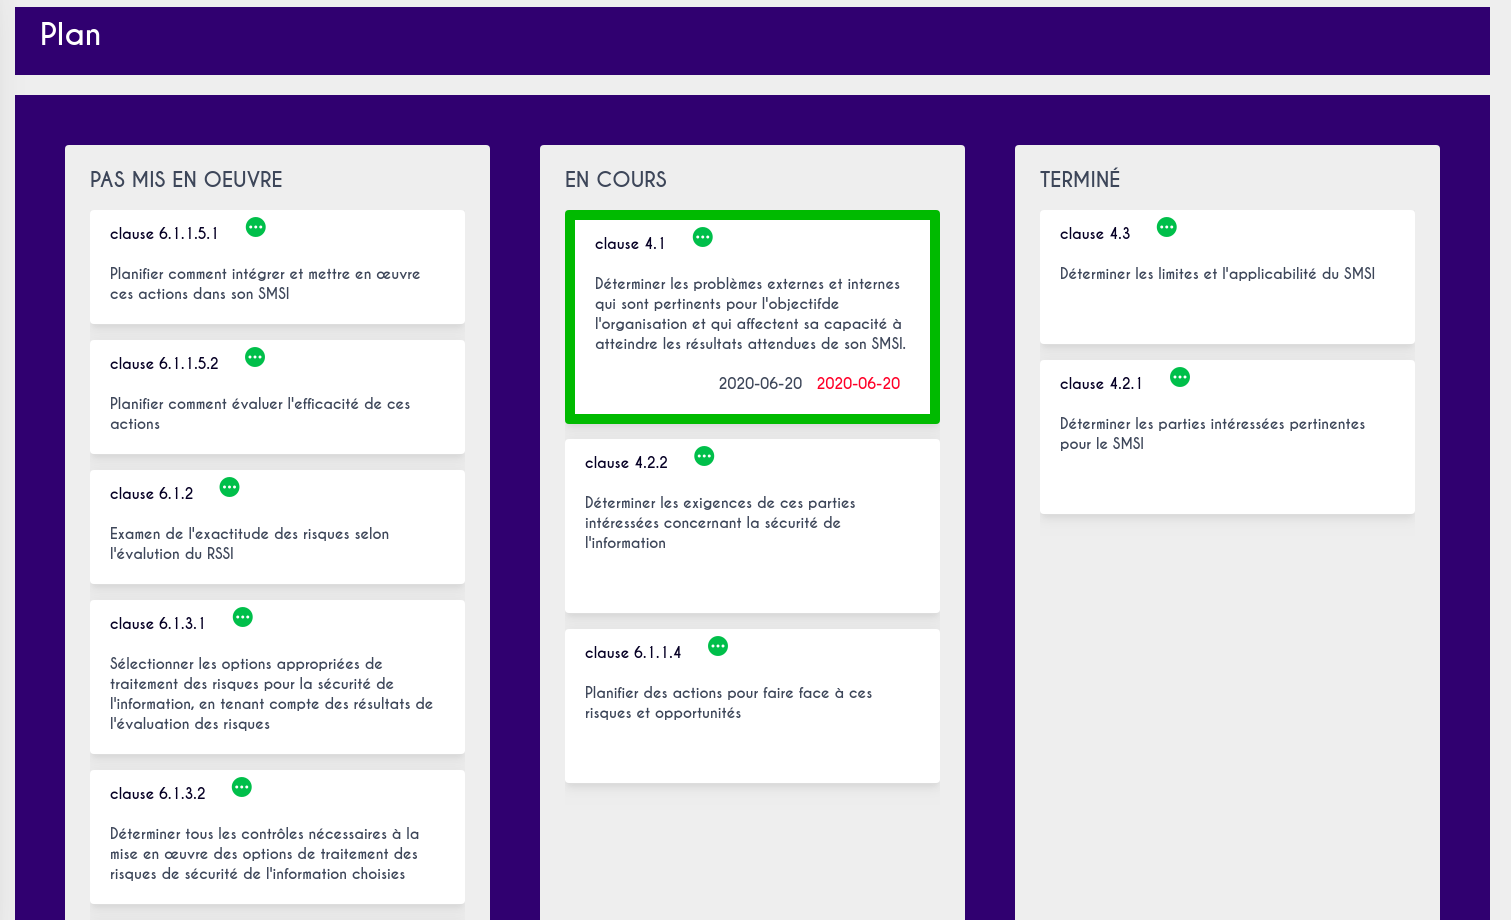 Plan
PAS MIS EN OEUVRE
clause 6.1.1.5.1
Planifier comment intégrer et mettre en œuvre
ces actions dans son SMSI
clause 6.1.1.5.2
Planifier comment évaluer l'efficacité de ces
actions
clause 6.1.2
Examen de l'exactitude des risques selon
l'évalution du RSSI
clause 6.1.3.1
Sélectionner les options appropriées de
traitement des risques pour la sécurité de
l'information, en tenant compte des résultats de
l'évaluation des risques
clause 6.1.3.2
Déterminer tous les contrôles nécessaires à la
mise en œuvre des options de traitement des
risques de sécurité de l'information choisies
EN COURS
clause 4.1
Déterminer les problèmes externes et internes
qui sont pertinents pour l'objectifde
l'organisation et qui affectent sa capacité à
atteindre les résultats attendues de son SMSI.
2020-06-20 2020-06-20
clause 4.2.2
Déterminer les exigences de ces parties
intéressées concernant la sécurité de
l'information
clause 6.1.1.4
Planifier des actions pour faire face à ces
risques et opportunités
TERMINÉ
clause 4.3
Déterminer les limites et l'applicabilité du SMSI
clause 4.2.1
Déterminer les parties intéressées pertinentes
pour le SMSI